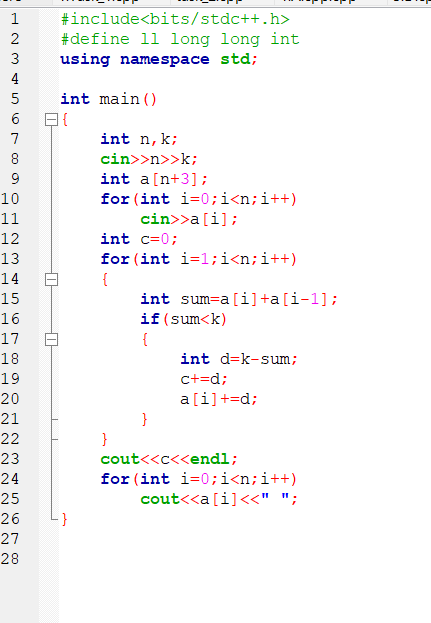 1 #include<bits/stdc++.h>
2 #define ll long long int
3 using namespace std;
4
5 int main()
6 {
7 int n,k;
8 cin>>n>>k;
9 int a[n+3];
10 for(int i=0;i<n;i++)
11 cin>>a[i];
12 int c=0;
13 for(int i=1;i<n;i++)
14 {
15 int sum=a[i]+a[i-1];
16 if(sum<k)
17 {
18 int d=k-sum;
19 c+=d;
20 a[i]+=d;
21 }
22 }
23 cout<<c<<endl;
24 for(int i=0;i<n;i++)
25 cout<<a[i]<<" ";
26 }
27
28